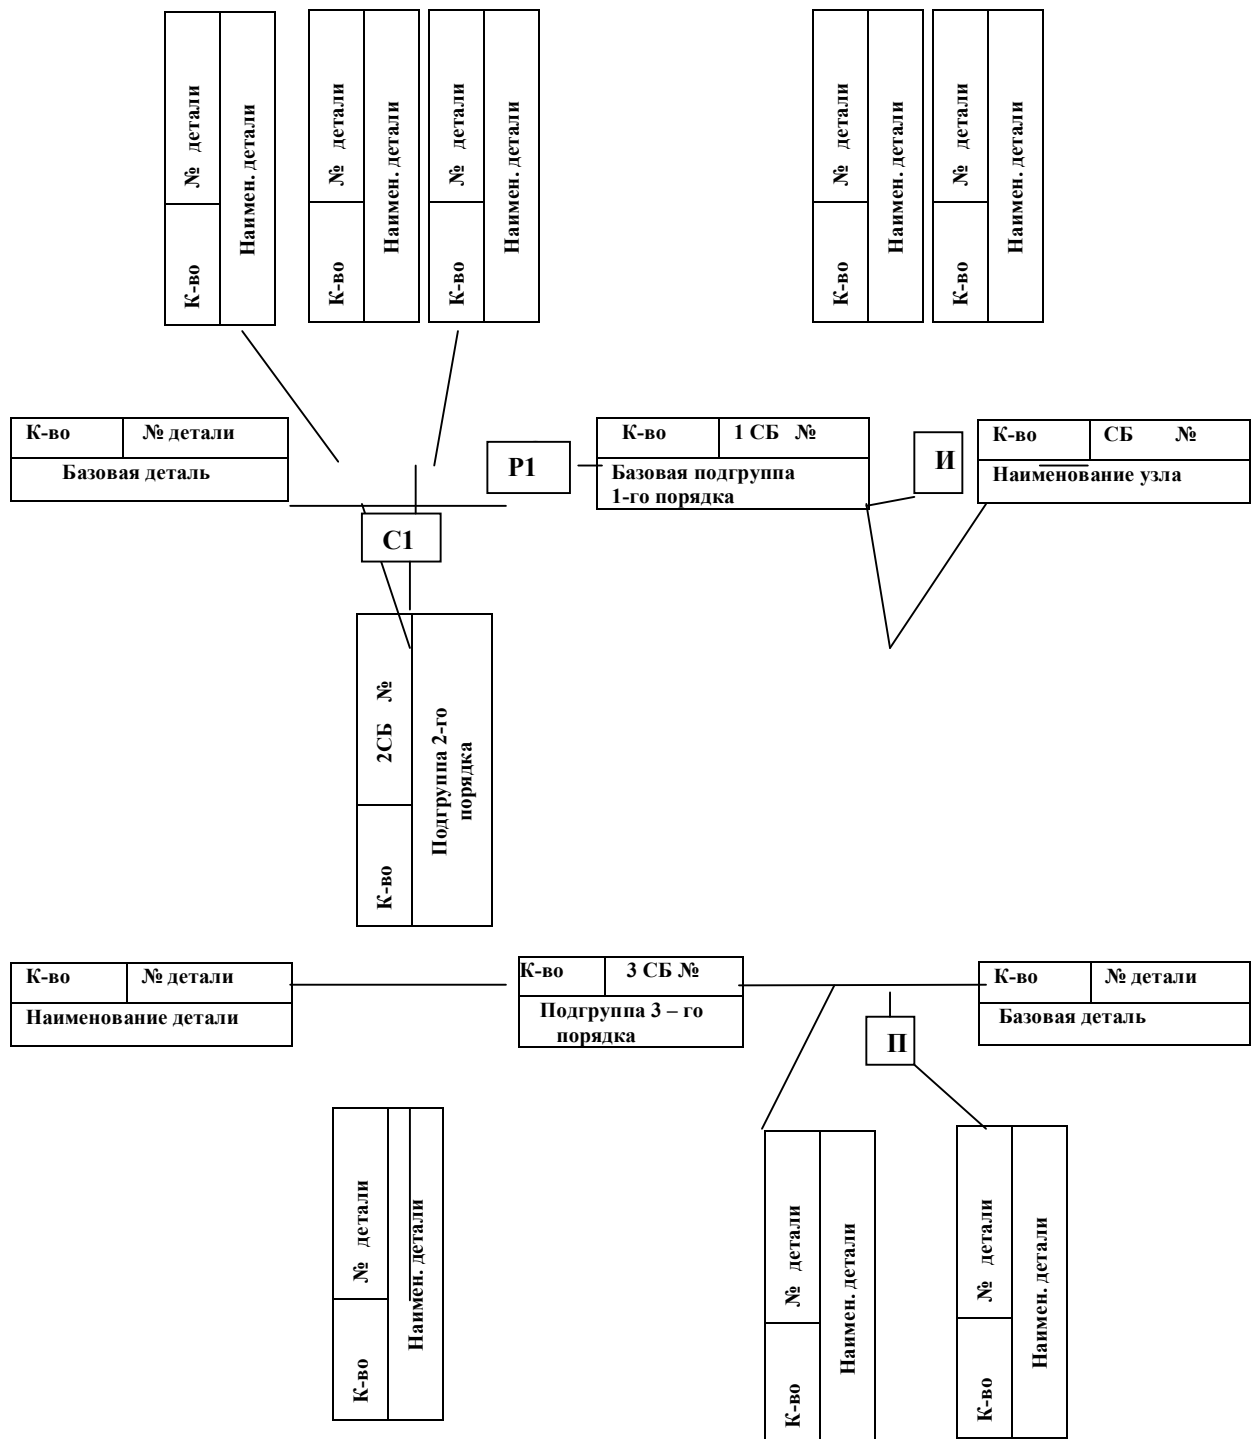 № детали
К-во
Наимен. детали
№ детали
К-во
Наимен. детали
№ детали
К-во
Наимен. детали
№ детали
К-во
Наимен. детали
№ детали
К-во
Наимен. детали
К-во № детали
Базовая деталь
Р1
К-во 1 СБ №
Базовая подгруппа
1-го порядка
И
К-во СБ №
Наименование узла
С1
2СБ №
К-во
Подгруппа 2-го
порядка
К-во № детали
Наименование детали
К-во 3 СБ №
Подгруппа 3 – го
порядка
К-во № детали
Базовая деталь
П
№ детали
К-во
Наимен. детали
№ детали
К-во
Наимен. детали
№ детали
К-во
Наимен. детали